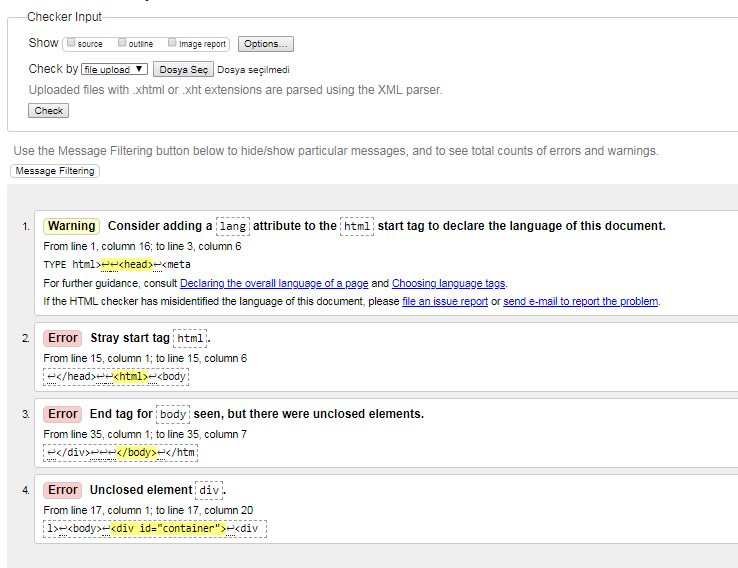 Checker Input
Show source outline image report Options...
Check by file upload ▼ Dosya Seç Dosya seçilmedi
Uploaded files with .xhtml or .xht extensions are parsed using the XML parser.
Check
Use the Message Filtering button below to hide/show particular messages, and to see total counts of errors and warnings.
Message Filtering
1. Warning Consider adding a lang attribute to the html start tag to declare the language of this document.
From line 1, column 16; to line 3, column 6
TYPE html>↩↩<head>↩<meta
For further guidance, consult Declaring the overall language of a page and Choosing language tags.
If the HTML checker has misidentified the language of this document, please file an issue report or send e-mail to report the problem.
2. Error Stray start tag html.
From line 15, column 1; to line 15, column 6
↩</head>↩↩<html>↩<body
3. Error End tag for body seen, but there were unclosed elements.
From line 35, column 1; to line 35, column 7
↩</div>↩↩↩</body>↩</htm
4. Error Unclosed element div.
From line 17, column 1; to line 17, column 20
l>↩<body>↩<div id="container">↩<div